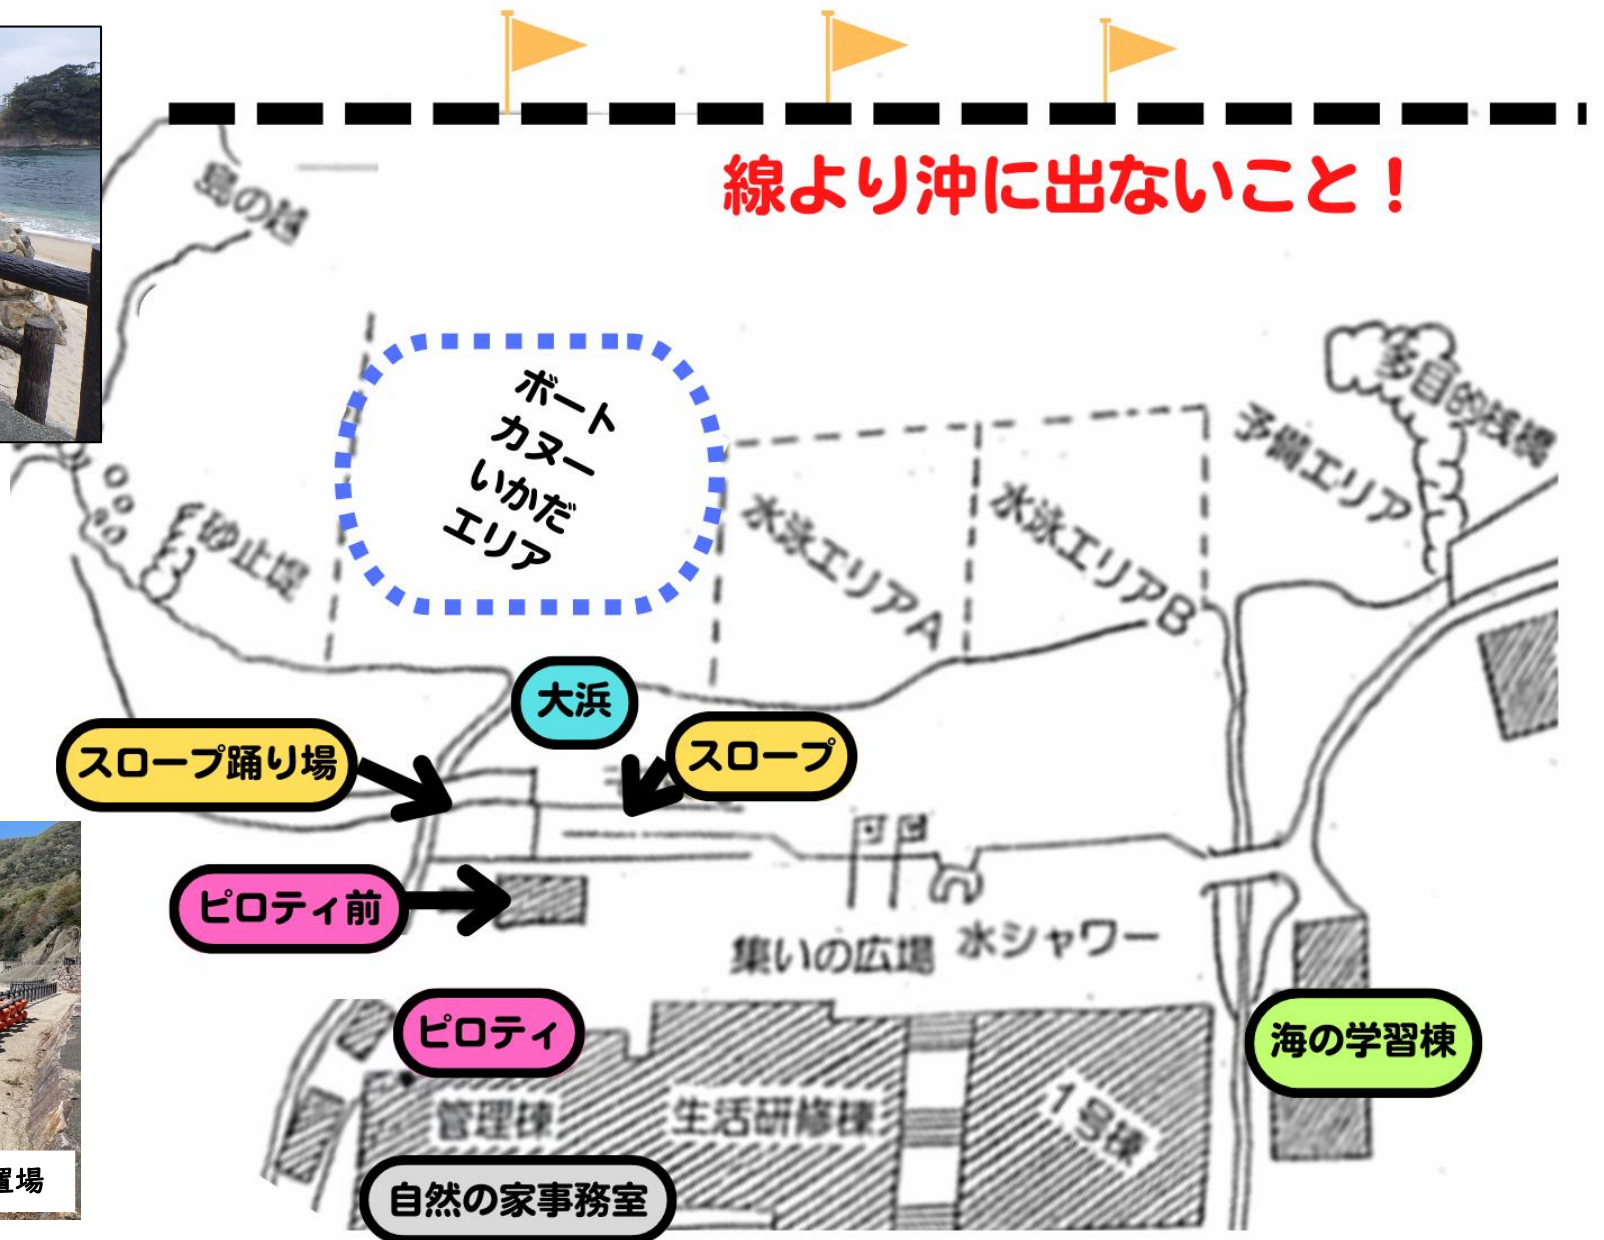 線より沖に出ないこと！
島の越
ボート
カヌー
いかだ
エリア
多目的桟橋
予備エリア
砂止堤
水泳エリアA
水泳エリアB
大浜
スロープ踊り場
スロープ
ピロティ前
集いの広場
水シャワー
ピロティ
海の学習棟
管理棟
生活研修棟
1号棟
置場
自然の家事務室